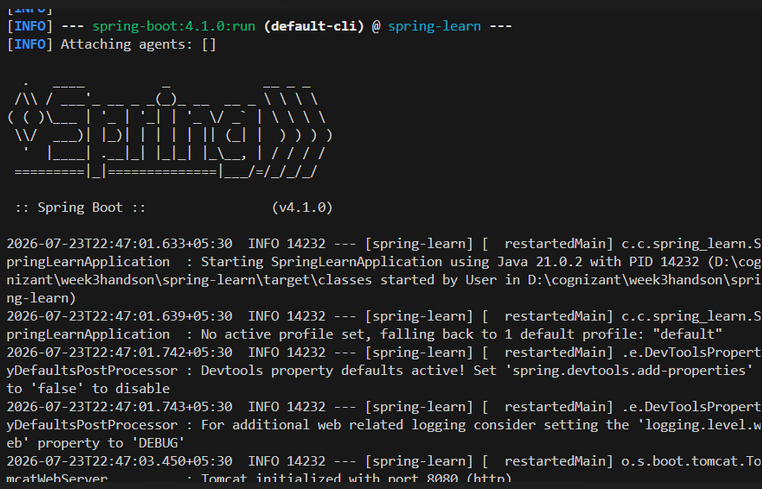 [INFO]
[INFO] --- spring-boot:4.1.0:run (default-cli) @ spring-learn ---
[INFO] Attaching agents: []
  .   ____          _            __ _ _
 /\\ / ___'_ __ _ _(_)_ __  __ _ \ \ \ \
( ( )\___ | '_ | '_| | '_ \/ _` | \ \ \ \
 \\/  ___)| |_)| | | | | || (_| |  ) ) ) )
  '  |____| .__|_| |_|_| |_\__, | / / / /
 =========|_|==============|___/=/_/_/_/
 :: Spring Boot ::                (v4.1.0)
2026-07-23T22:47:01.633+05:30  INFO 14232 --- [spring-learn] [  restartedMain] c.c.spring_learn.S
pringLearnApplication  : Starting SpringLearnApplication using Java 21.0.2 with PID 14232 (D:\cog
nizant\week3handson\spring-learn\target\classes started by User in D:\cognizant\week3handson\spri
ng-learn)
2026-07-23T22:47:01.639+05:30  INFO 14232 --- [spring-learn] [  restartedMain] c.c.spring_learn.S
pringLearnApplication  : No active profile set, falling back to 1 default profile: "default"
2026-07-23T22:47:01.742+05:30  INFO 14232 --- [spring-learn] [  restartedMain] .e.DevToolsPropert
yDefaultsPostProcessor : Devtools property defaults active! Set 'spring.devtools.add-properties'
to 'false' to disable
2026-07-23T22:47:01.743+05:30  INFO 14232 --- [spring-learn] [  restartedMain] .e.DevToolsPropert
yDefaultsPostProcessor : For additional web related logging consider setting the 'logging.level.w
eb' property to 'DEBUG'
2026-07-23T22:47:03.450+05:30  INFO 14232 --- [spring-learn] [  restartedMain] o.s.boot.tomcat.To
mcatWebServer          : Tomcat initialized with port 8080 (http)